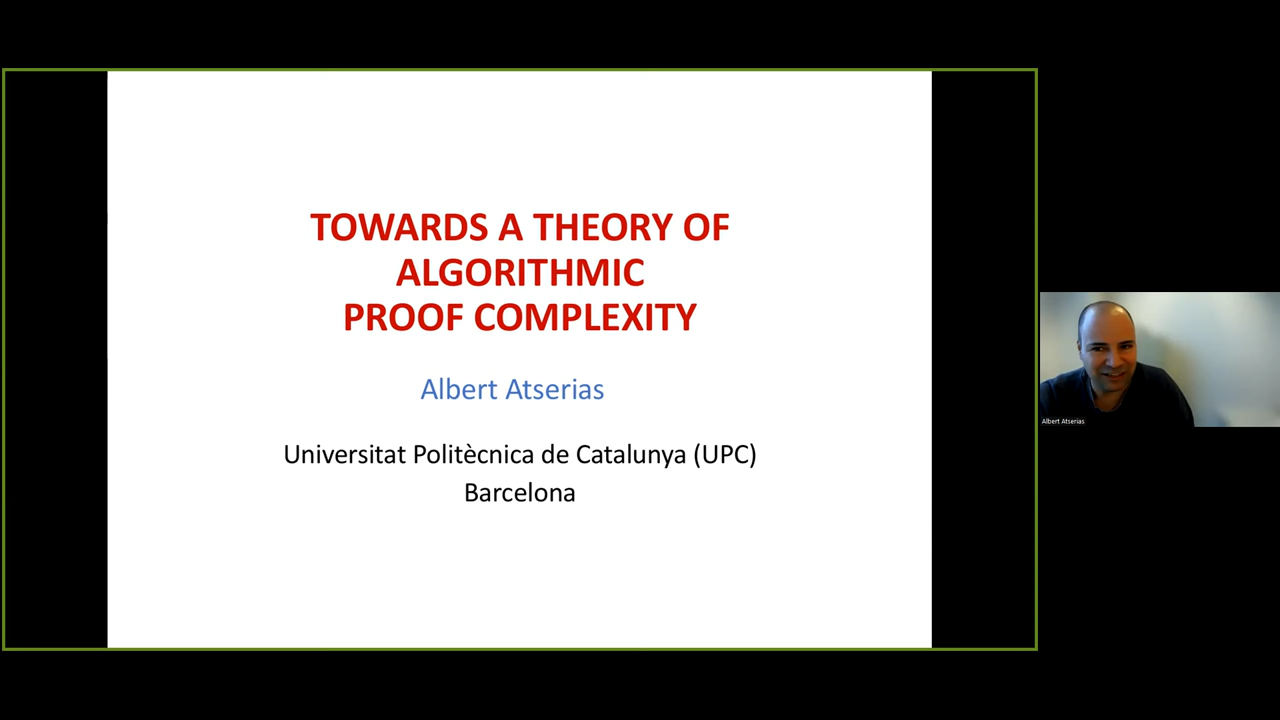 TOWARDS A THEORY OF
ALGORITHMIC
PROOF COMPLEXITY
Albert Atserias
Universitat Politècnica de Catalunya (UPC)
Barcelona
Albert Atserias